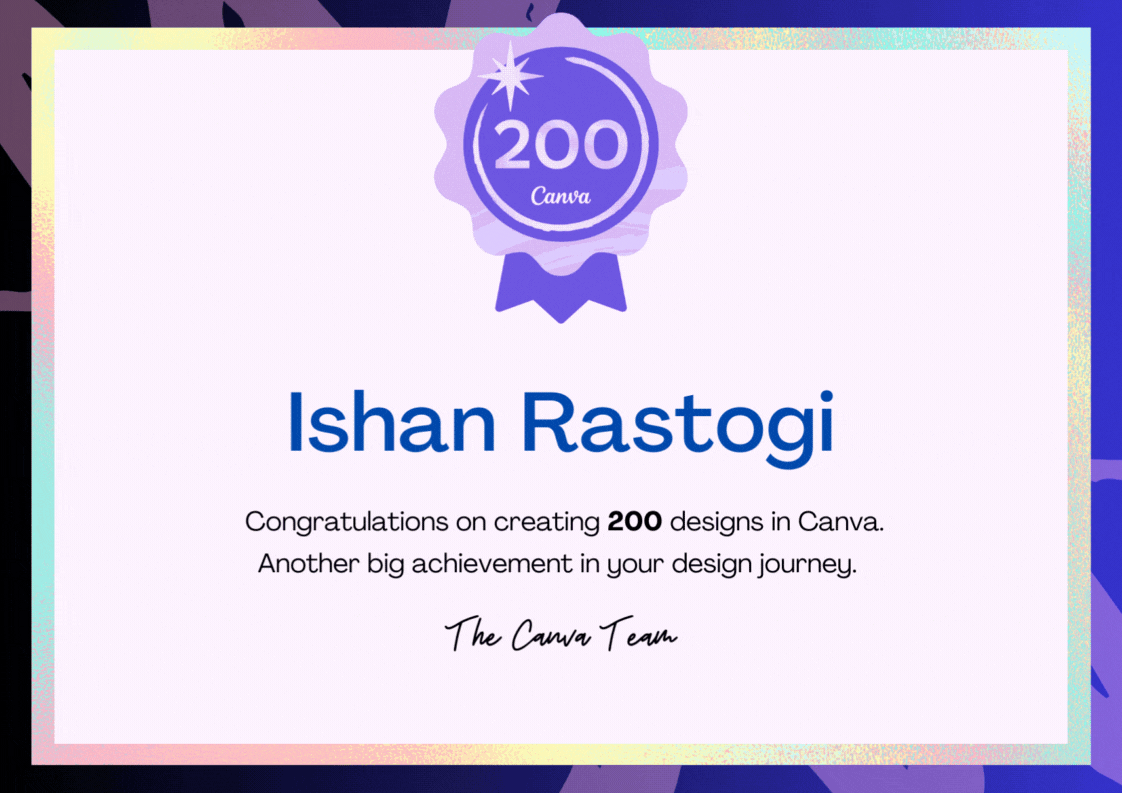 200
Canva
Ishan Rastogi
Congratulations on creating 200 designs in Canva.
Another big achievement in your design journey.
The Canva Team